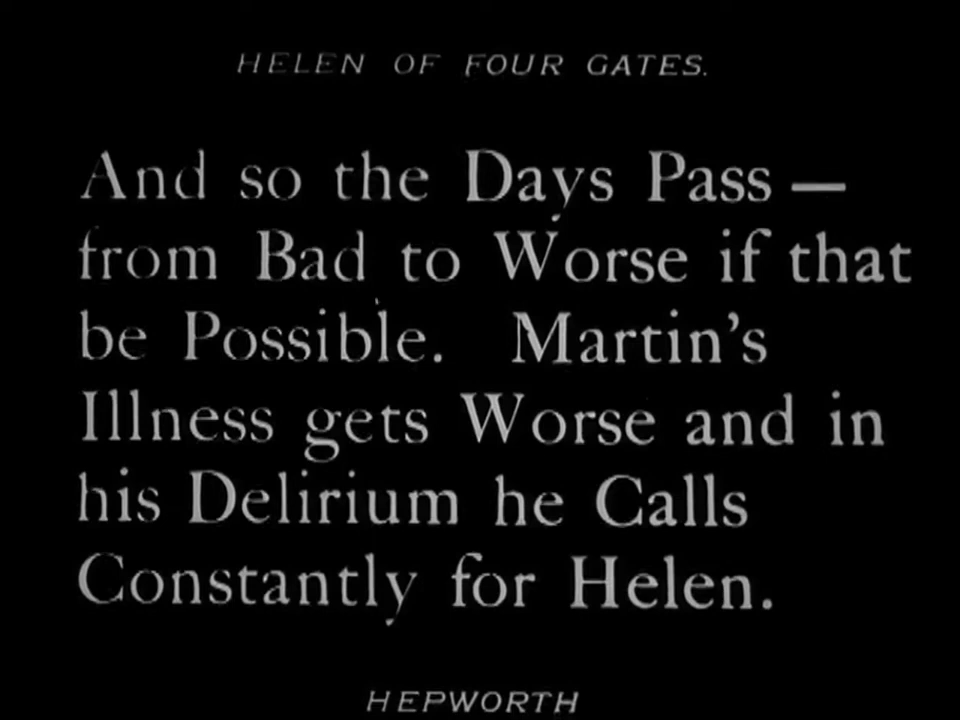 HELEN OF FOUR GATES.
And so the Days Pass —
from Bad to Worse if that
be Possible. Martin's
Illness gets Worse and in
his Delirium he Calls
Constantly for Helen.
HEPWORTH